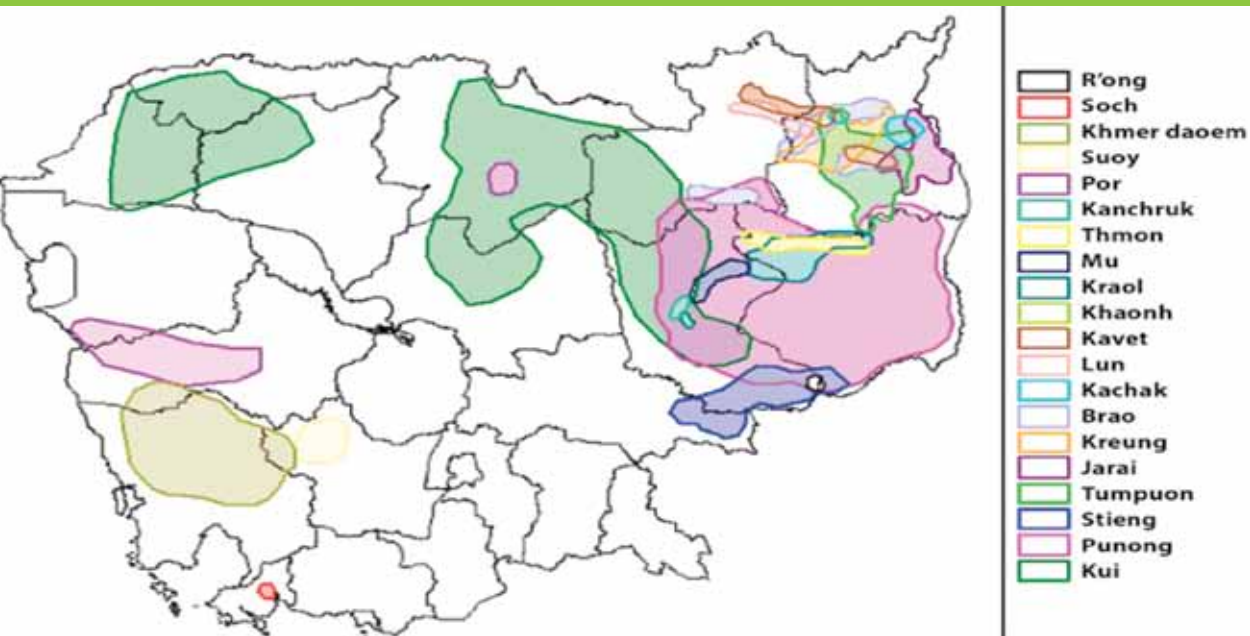 R'ong
Soch
Khmer daoem
Suoy
Por
Kanchruk
Thmon
Mu
Kraol
Khaonh
Kavet
Lun
Kachak
Brao
Kreung
Jarai
Tumpuon
Stieng
Punong
Kui